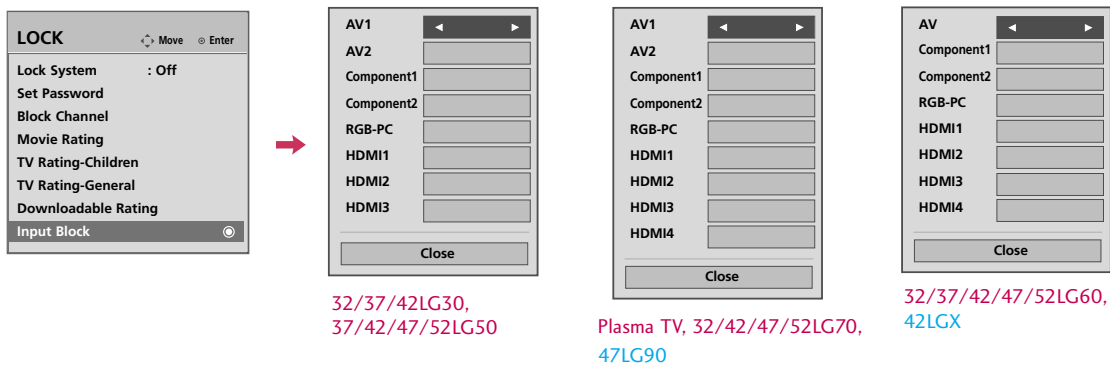 LOCK
Move
Enter
Lock System : Off
Set Password
Block Channel
Movie Rating
TV Rating-Children
TV Rating-General
Downloadable Rating
Input Block
AV1
AV2
Component1
Component2
RGB-PC
HDMI1
HDMI2
HDMI3
Close
32/37/42LG30,
37/42/47/52LG50
AV1
AV2
Component1
Component2
RGB-PC
HDMI1
HDMI2
HDMI3
HDMI4
Close
Plasma TV, 32/42/47/52LG70,
47LG90
AV
Component1
Component2
RGB-PC
HDMI1
HDMI2
HDMI3
HDMI4
Close
32/37/42/47/52LG60,
42LGX